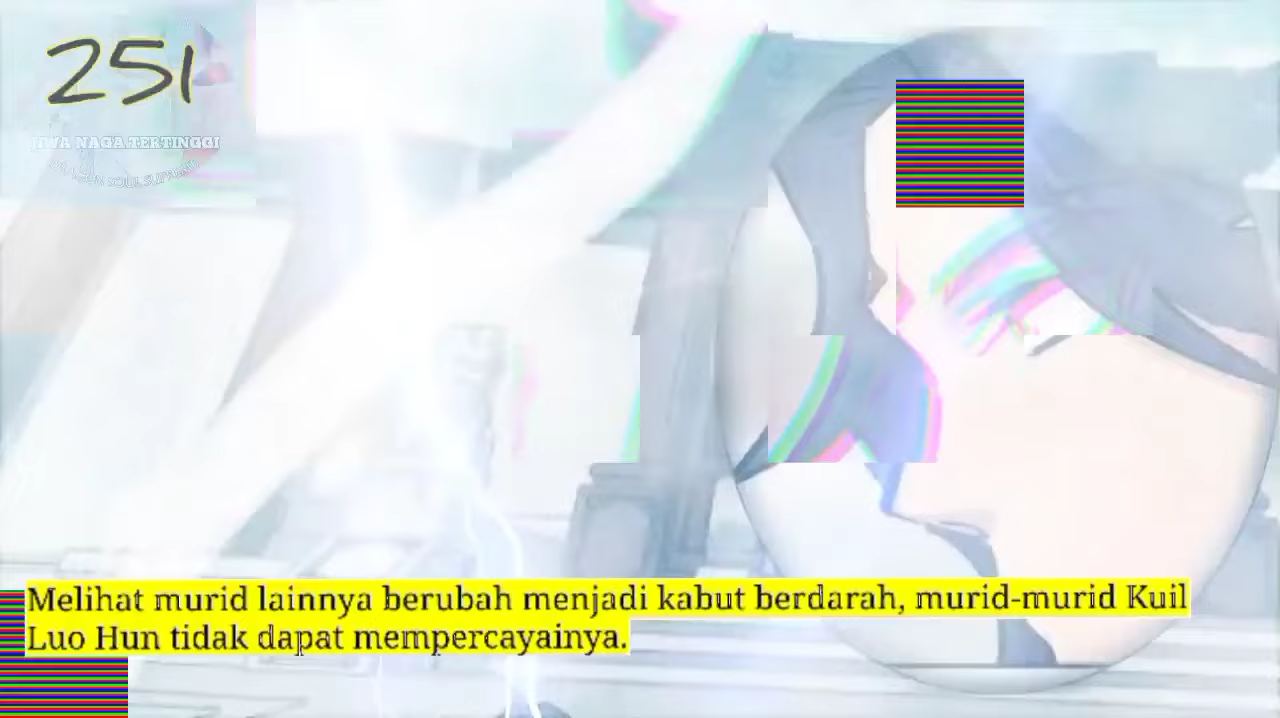 251
JIWA NAGA TERTINGGI
Melihat murid lainnya berubah menjadi kabut berdarah, murid-murid Kuil
Luo Hun tidak dapat mempercayainya.